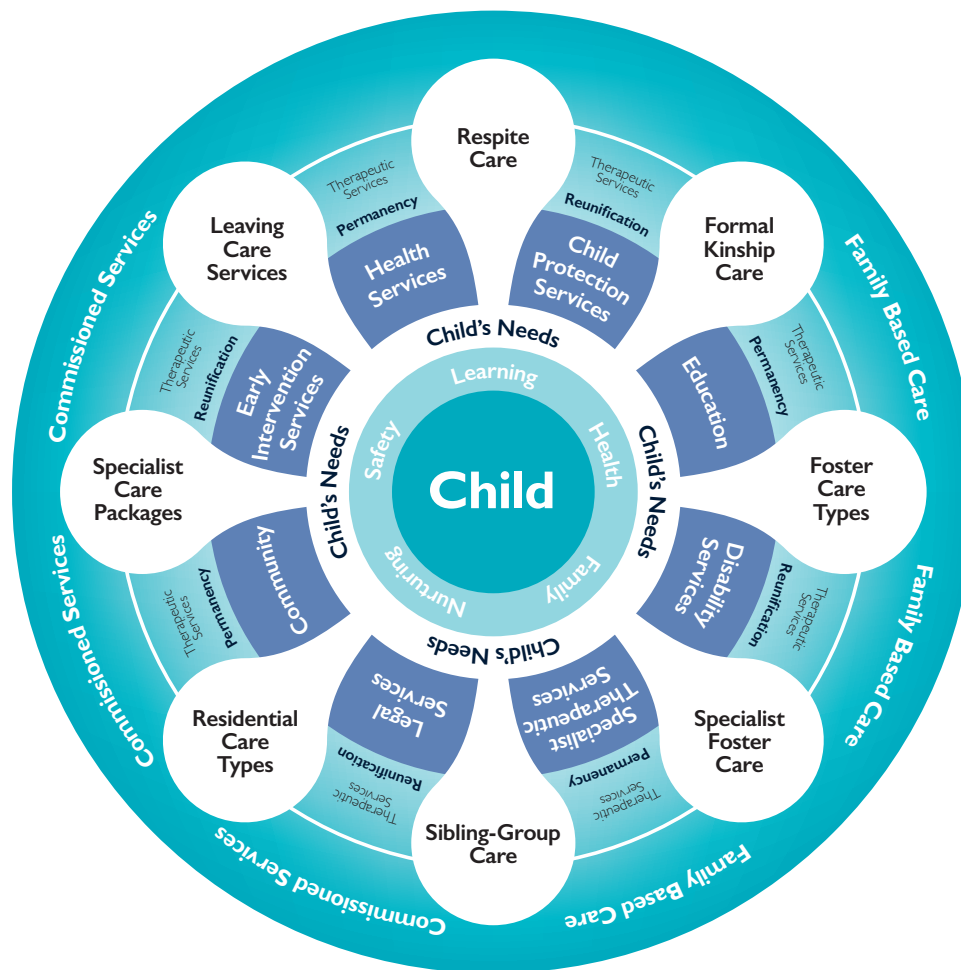 Respite
Care
Therapeutic
Services
Reunification
Child
Protection
Services
Formal
Kinship
Care
Therapeutic
Services
Permanency
Education
Foster
Care
Types
Therapeutic
Services
Reunification
Disability
Services
Specialist
Foster
Care
Therapeutic
Services
Permanency
Specialist
Therapeutic
Services
Sibling-Group
Care
Therapeutic
Services
Reunification
Legal
Services
Residential
Care
Types
Therapeutic
Services
Permanency
Community
Specialist
Care
Packages
Therapeutic
Services
Reunification
Early
Intervention
Services
Leaving
Care
Services
Therapeutic
Services
Permanency
Health
Services
Family Based Care
Family Based Care
Family Based Care
Commissioned Services
Commissioned Services
Commissioned Services
Child's Needs
Child's Needs
Child's Needs
Child's Needs
Learning
Health
Family
Nurturing
Safety
Child